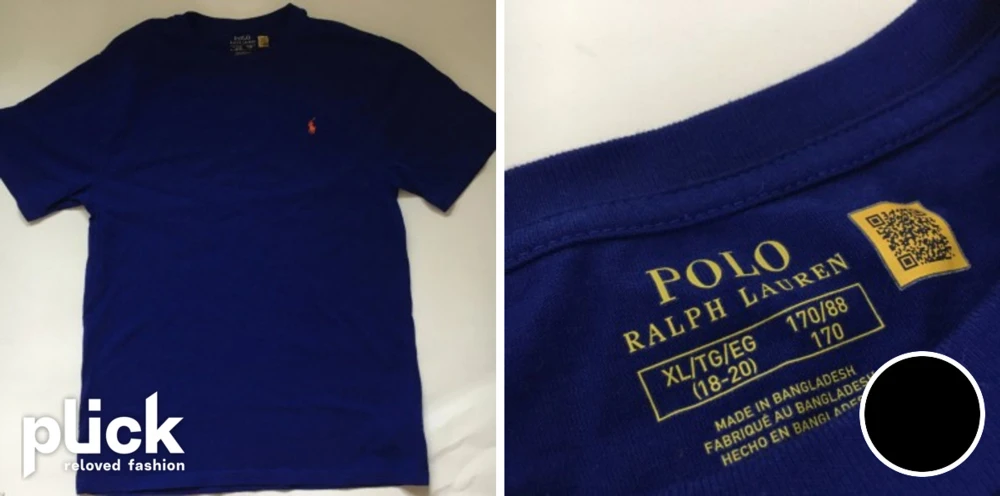 plick
reloved fashion
POLO
RALPH LAUREN
XL/TG/EG 170/88
(18-20) 170
MADE IN BANGLADESH
FABRIQUÉ AU BANGLADESH
HECHO EN